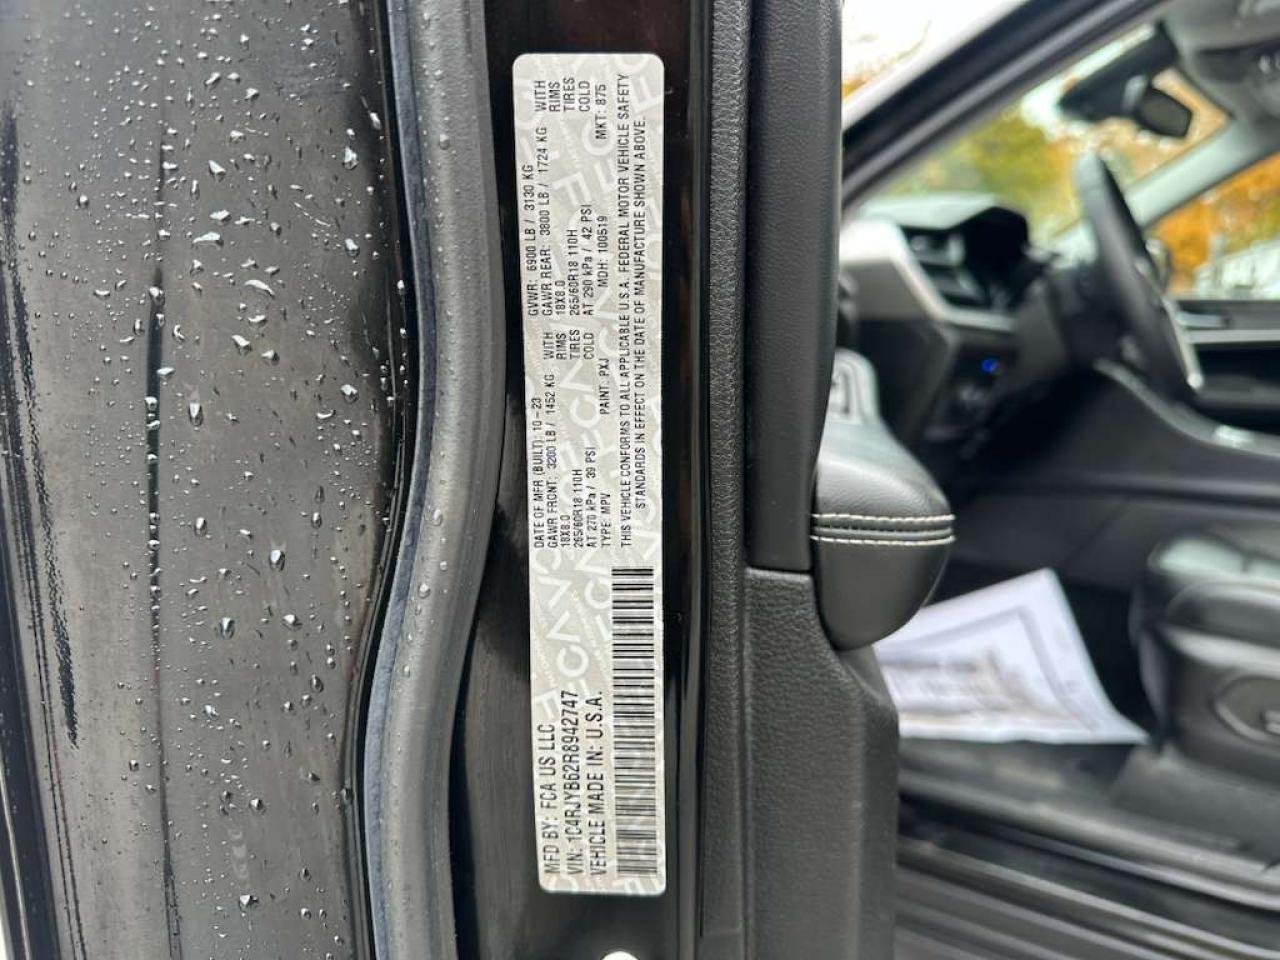 MFD BY: FCA US LLC
VIN: 1C4RJYB62R8942747
VEHICLE MADE IN: U.S.A.
DATE OF MFR (BUILT): 10-23 GVWR: 6900 LB / 3130 KG
GAWR FRONT: 3200 LB / 1452 KG WITH GAWR REAR: 3800 LB / 1724 KG WITH
18X8.0 RIMS 18X8.0 RIMS
265/60R18 110H TIRES 265/60R18 110H TIRES
AT 270 kPa / 39 PSI COLD AT 290 kPa / 42 PSI COLD
TYPE: MPV PAINT: PXJ MDH: 100519 MKT: 875
THIS VEHICLE CONFORMS TO ALL APPLICABLE U.S.A. FEDERAL MOTOR VEHICLE SAFETY
STANDARDS IN EFFECT ON THE DATE OF MANUFACTURE SHOWN ABOVE.